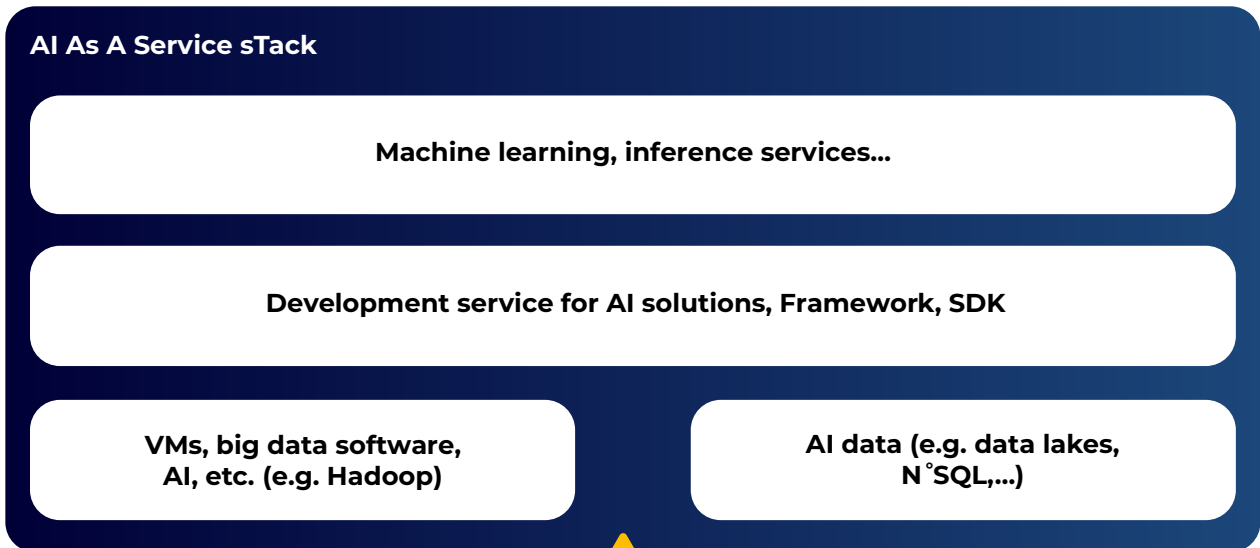 AI As A Service sTack
Machine learning, inference services...
Development service for AI solutions, Framework, SDK
VMs, big data software,
AI, etc. (e.g. Hadoop)
AI data (e.g. data lakes,
N°SQL,...)